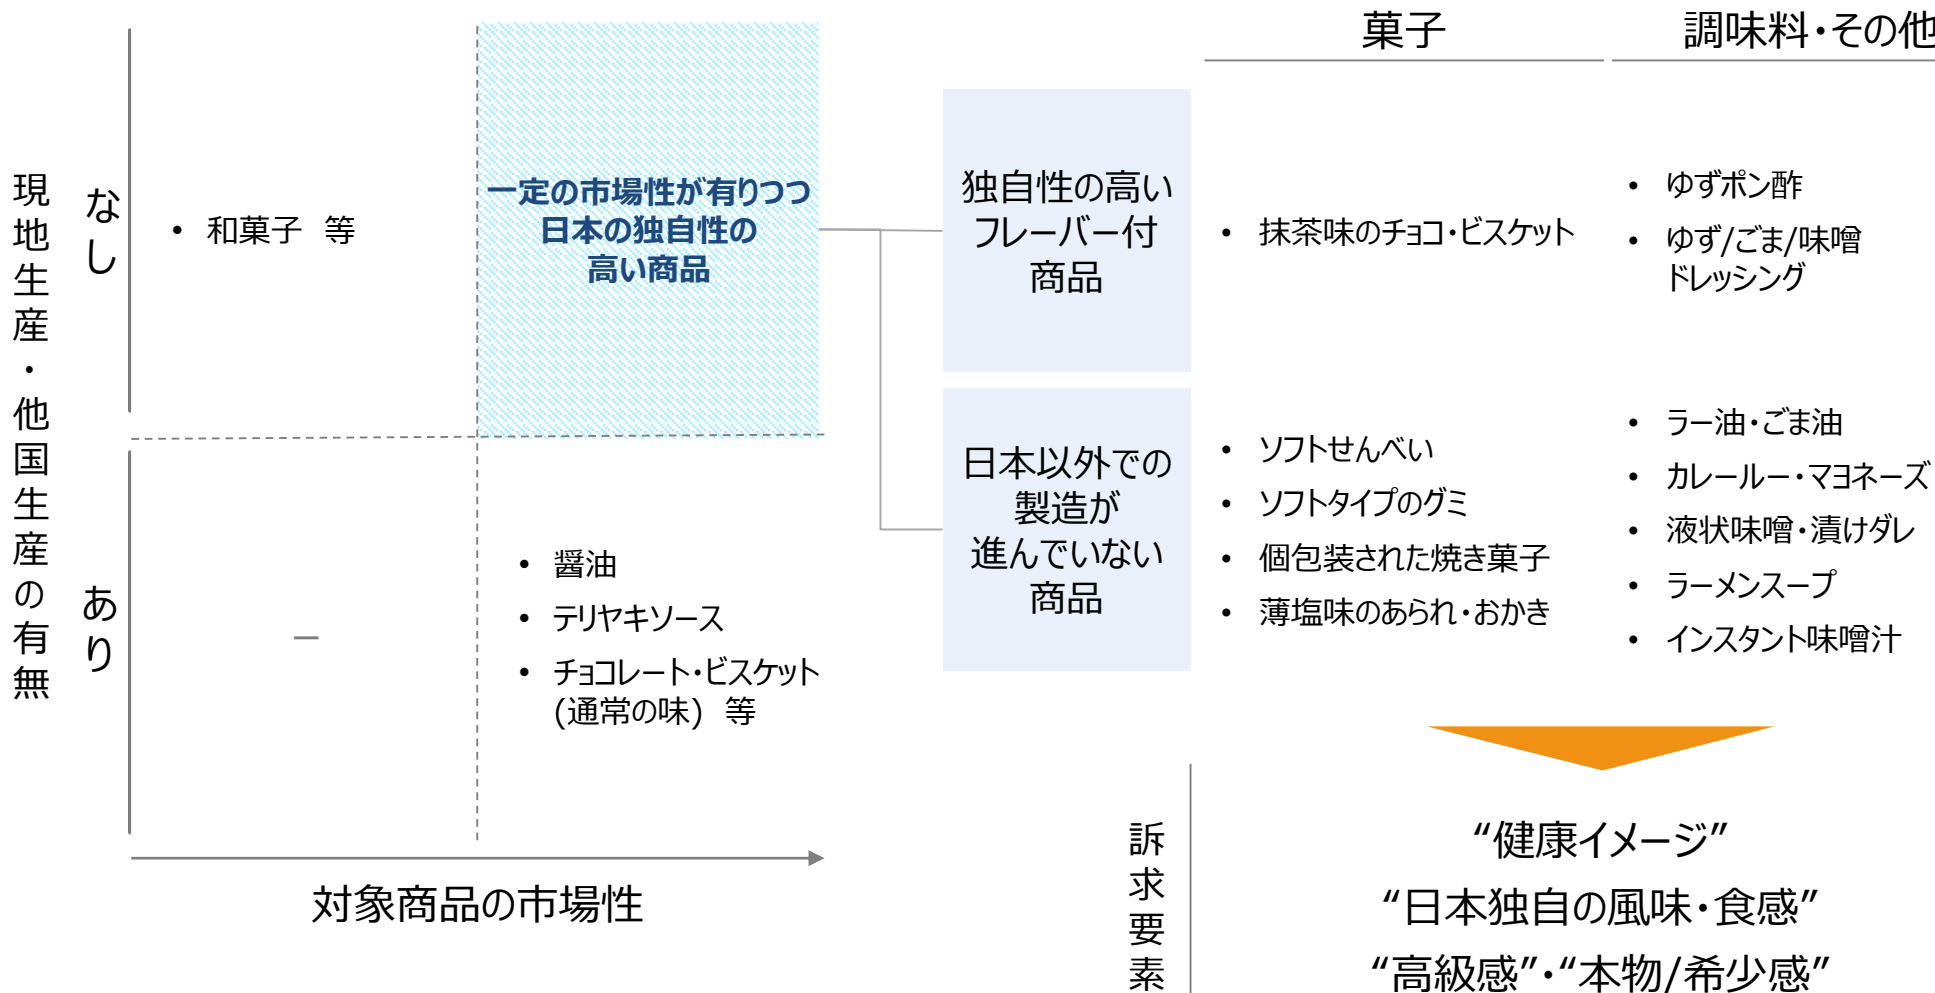 現地生産・他国生産の有無
なし
あり
• 和菓子 等
一定の市場性が有りつつ
日本の独自性の
高い商品
–
• 醤油
• テリヤキソース
• チョコレート・ビスケット
(通常の味) 等
対象商品の市場性
菓子
調味料・その他
独自性の高い
フレーバー付
商品
• 抹茶味のチョコ・ビスケット
• ゆずポン酢
• ゆず/ごま/味噌
ドレッシング
日本以外での
製造が
進んでいない
商品
• ソフトせんべい
• ソフトタイプのグミ
• 個包装された焼き菓子
• 薄塩味のあられ・おかき
• ラー油・ごま油
• カレールー・マヨネーズ
• 液状味噌・漬けダレ
• ラーメンスープ
• インスタント味噌汁
訴求要素
“健康イメージ”
“日本独自の風味・食感”
“高級感”・“本物/希少感”